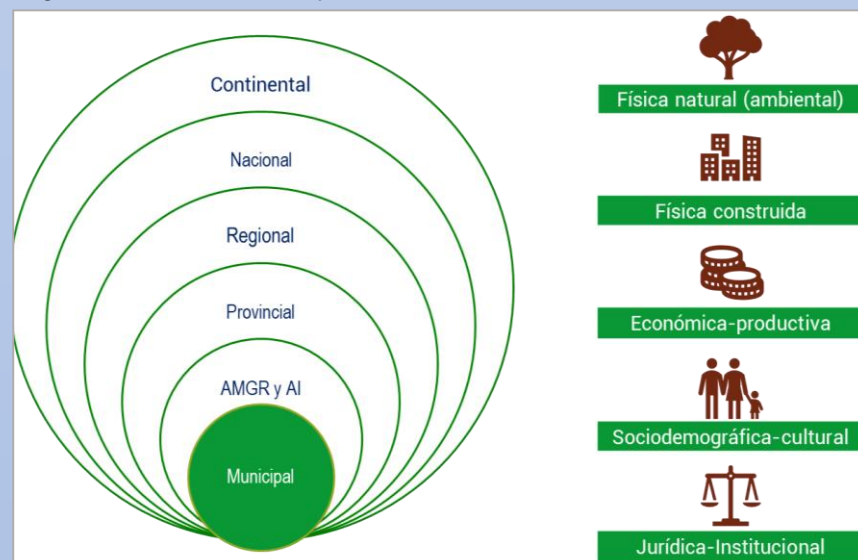 Continental
Nacional
Regional
Provincial
AMGR y AI
Municipal
Física natural (ambiental)
Física construida
Económica-productiva
Sociodemográfica-cultural
Jurídica-Institucional